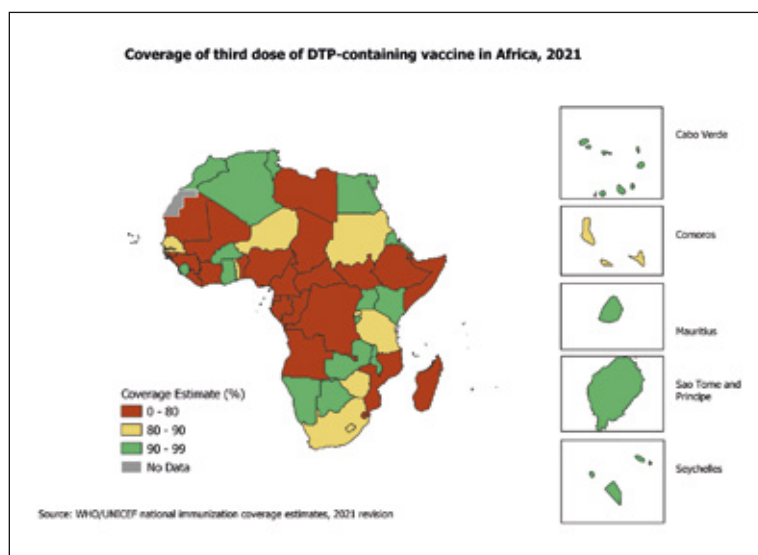 Coverage of third dose of DTP-containing vaccine in Africa, 2021
Cabo Verde
Comoros
Mauritius
Sao Tome and
Principe
Seychelles
Coverage Estimate (%)
0 - 80
80 - 90
90 - 99
No Data
Source: WHO/UNICEF national immunization coverage estimates, 2021 revision